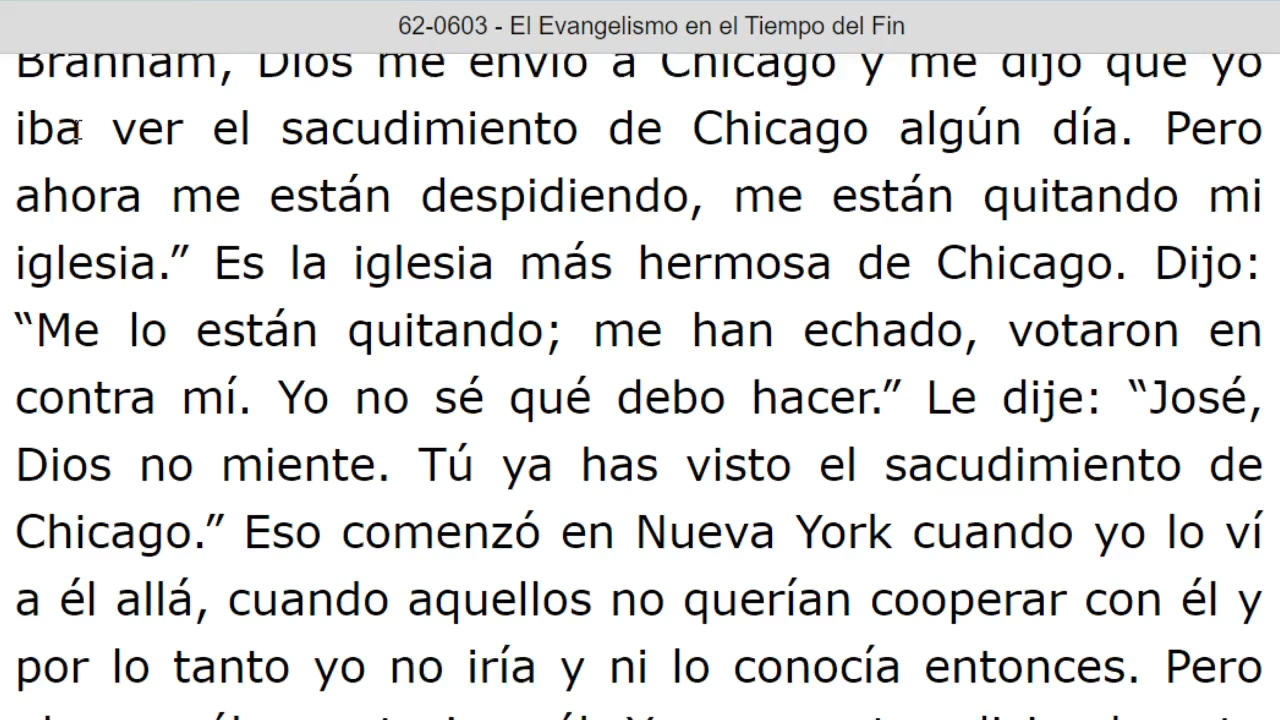 62-0603 - El Evangelismo en el Tiempo del Fin
Branham, Dios me envió a Chicago y me dijo que yo
iba ver el sacudimiento de Chicago algún día. Pero
ahora me están despidiendo, me están quitando mi
iglesia.” Es la iglesia más hermosa de Chicago. Dijo:
“Me lo están quitando; me han echado, votaron en
contra mí. Yo no sé qué debo hacer.” Le dije: “José,
Dios no miente. Tú ya has visto el sacudimiento de
Chicago.” Eso comenzó en Nueva York cuando yo lo ví
a él allá, cuando aquellos no querían cooperar con él y
por lo tanto yo no iría y ni lo conocía entonces. Pero